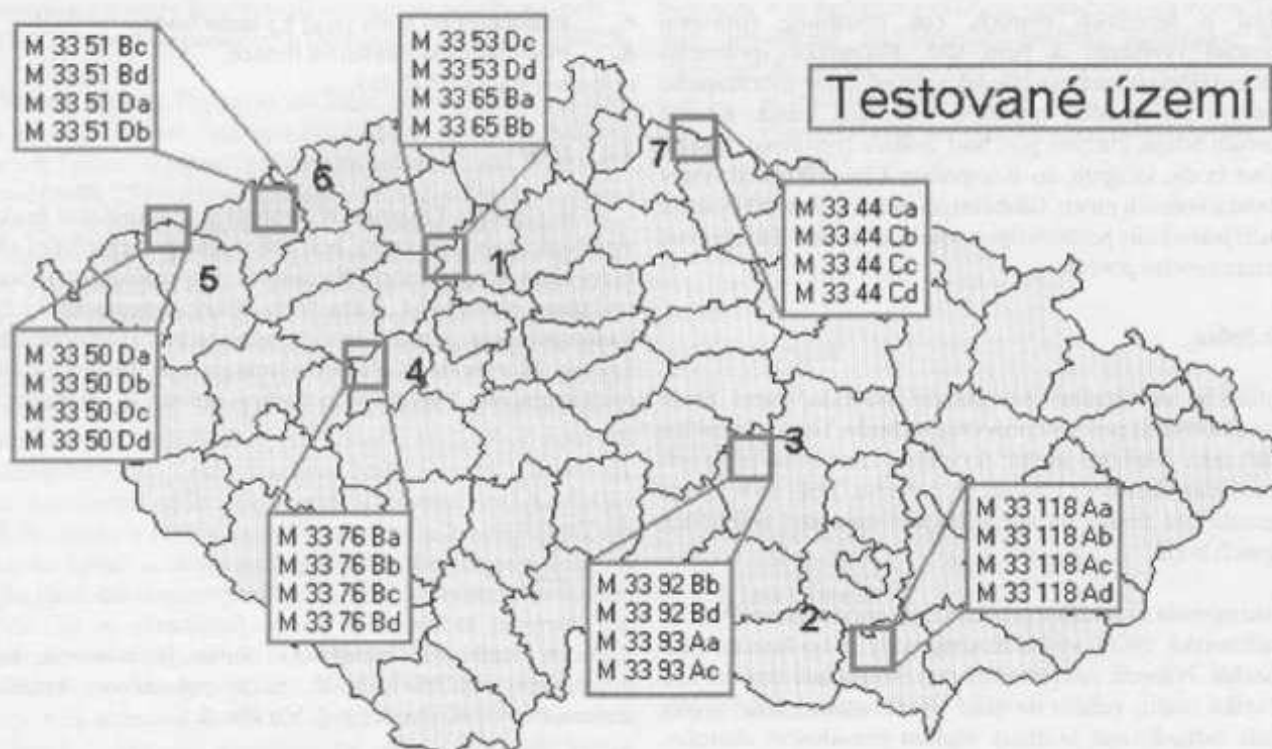 Testované území
M 33 51 Bc
M 33 51 Bd
M 33 51 Da
M 33 51 Db
M 33 53 Dc
M 33 53 Dd
M 33 65 Ba
M 33 65 Bb
7
6
M 33 44 Ca
M 33 44 Cb
M 33 44 Cc
M 33 44 Cd
1
5
M 33 50 Da
M 33 50 Db
M 33 50 Dc
M 33 50 Dd
4
3
M 33 76 Ba
M 33 76 Bb
M 33 76 Bc
M 33 76 Bd
M 33 92 Bb
M 33 92 Bd
M 33 93 Aa
M 33 93 Ac
2
M 33 118 Aa
M 33 118 Ab
M 33 118 Ac
M 33 118 Ad